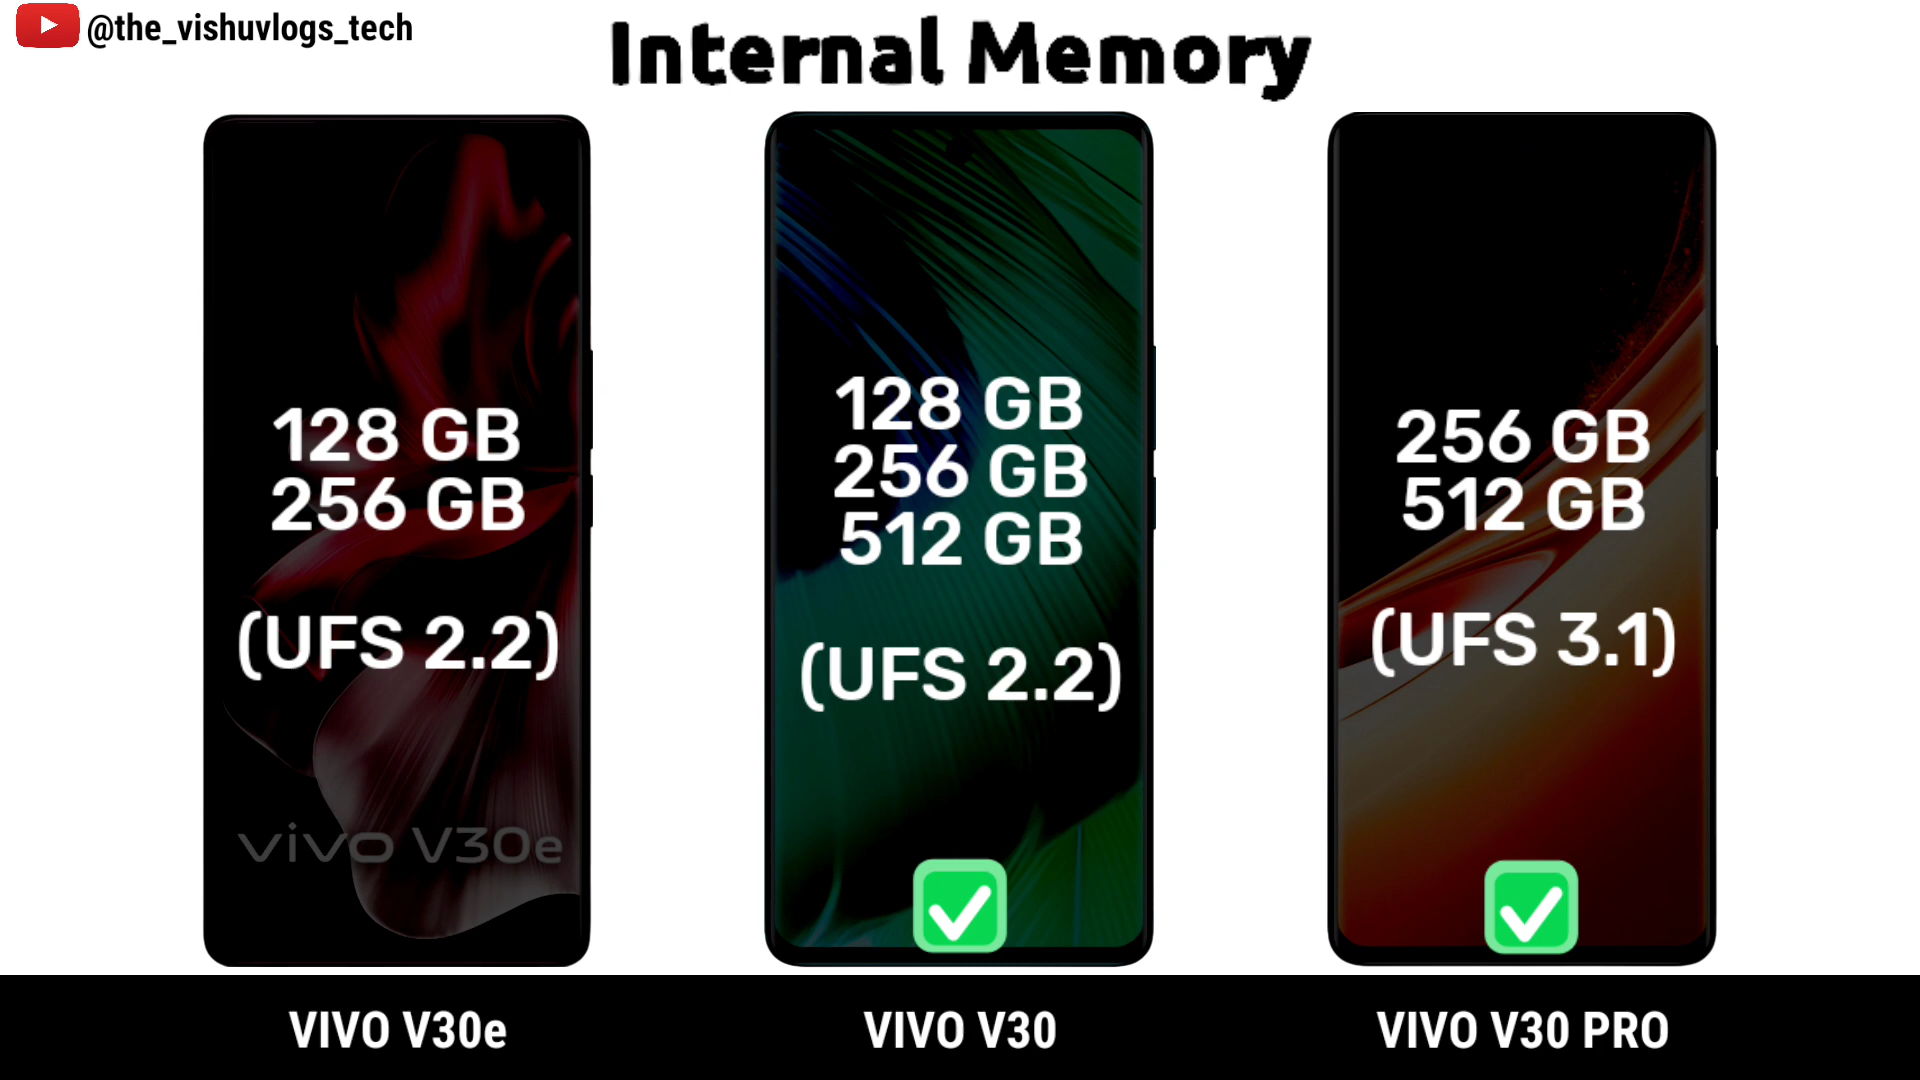 @the_vishuvlogs_tech
Internal Memory
128 GB
256 GB
(UFS 2.2)
vivo V30e
128 GB
256 GB
512 GB
(UFS 2.2)
256 GB
512 GB
(UFS 3.1)
VIVO V30e
VIVO V30
VIVO V30 PRO